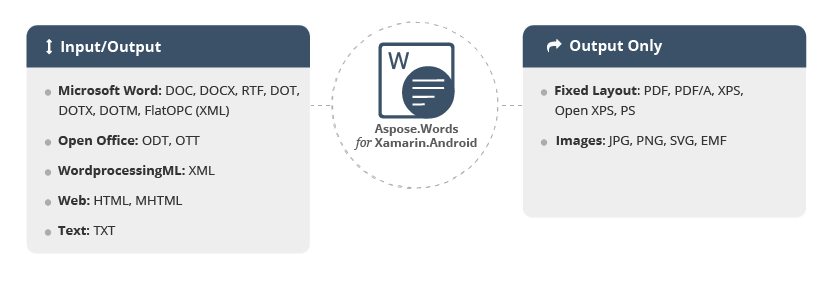 Input/Output
Microsoft Word: DOC, DOCX, RTF, DOT,
DOTX, DOTM, FlatOPC (XML)
Open Office: ODT, OTT
WordprocessingML: XML
Web: HTML, MHTML
Text: TXT
W
Aspose.Words
for Xamarin.Android
Output Only
Fixed Layout: PDF, PDF/A, XPS,
Open XPS, PS
Images: JPG, PNG, SVG, EMF